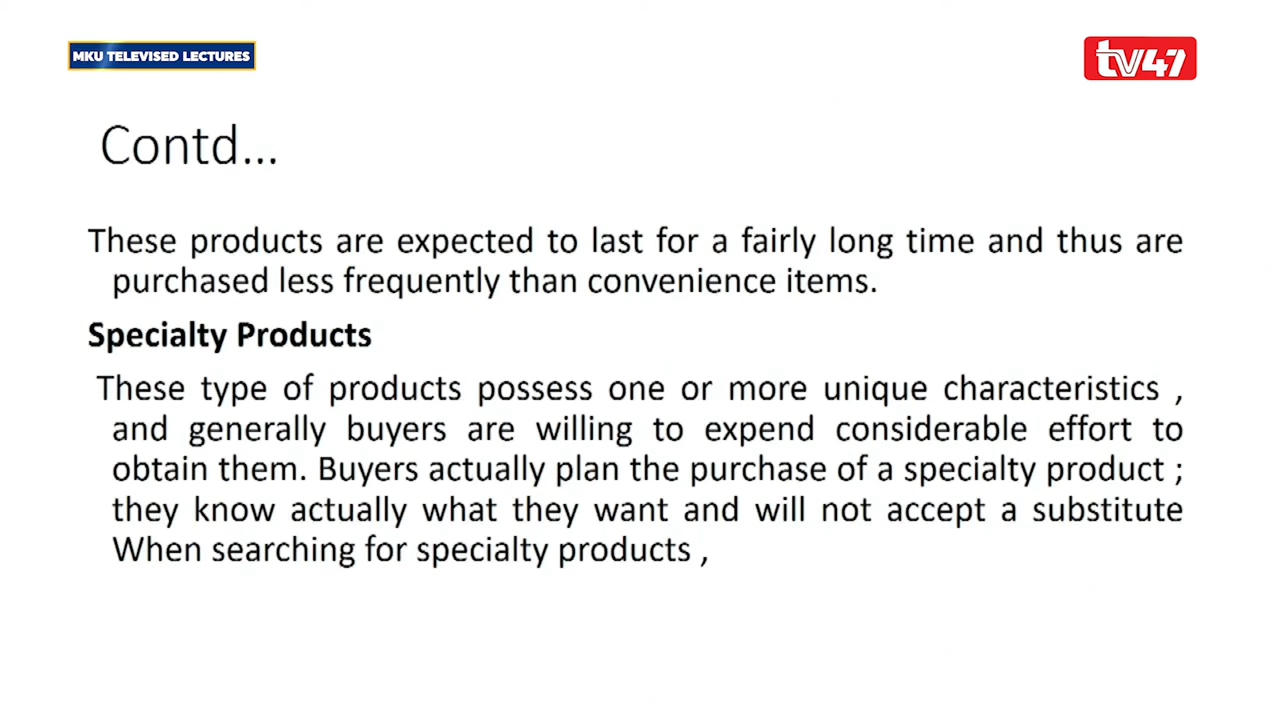 MKU TELEVISED LECTURES
tv47
Contd...
These products are expected to last for a fairly long time and thus are
purchased less frequently than convenience items.
Specialty Products
These type of products possess one or more unique characteristics ,
and generally buyers are willing to expend considerable effort to
obtain them. Buyers actually plan the purchase of a specialty product ;
they know actually what they want and will not accept a substitute
When searching for specialty products ,